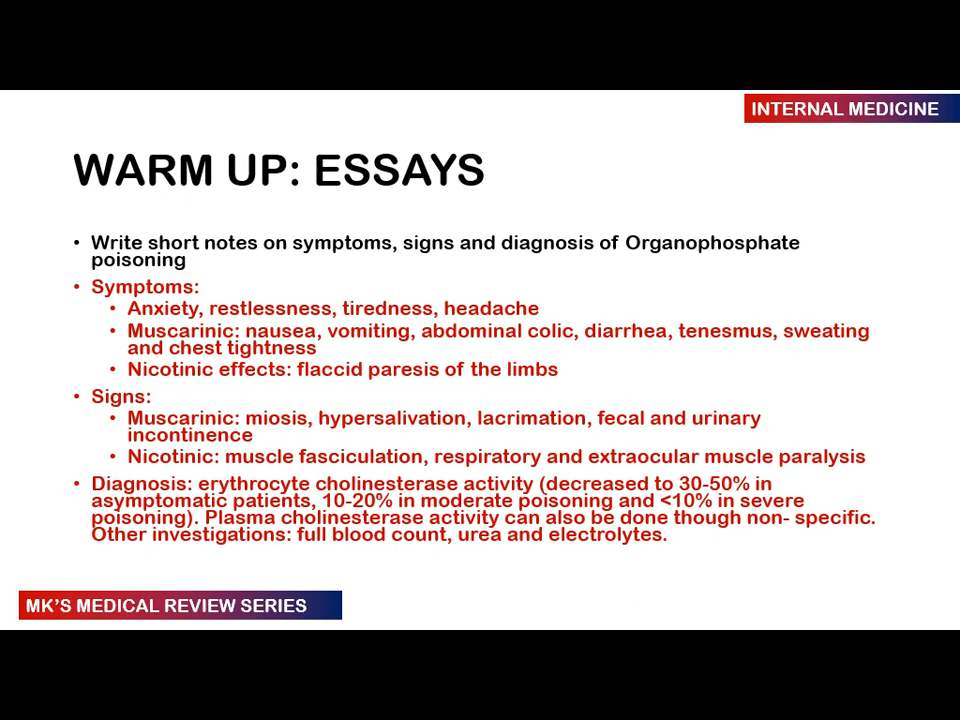 INTERNAL MEDICINE
WARM UP: ESSAYS
• Write short notes on symptoms, signs and diagnosis of Organophosphate
poisoning
• Symptoms:
• Anxiety, restlessness, tiredness, headache
• Muscarinic: nausea, vomiting, abdominal colic, diarrhea, tenesmus, sweating
and chest tightness
• Nicotinic effects: flaccid paresis of the limbs
• Signs:
• Muscarinic: miosis, hypersalivation, lacrimation, fecal and urinary
incontinence
• Nicotinic: muscle fasciculation, respiratory and extraocular muscle paralysis
• Diagnosis: erythrocyte cholinesterase activity (decreased to 30-50% in
asymptomatic patients, 10-20% in moderate poisoning and <10% in severe
poisoning). Plasma cholinesterase activity can also be done though non- specific.
Other investigations: full blood count, urea and electrolytes.
MK'S MEDICAL REVIEW SERIES